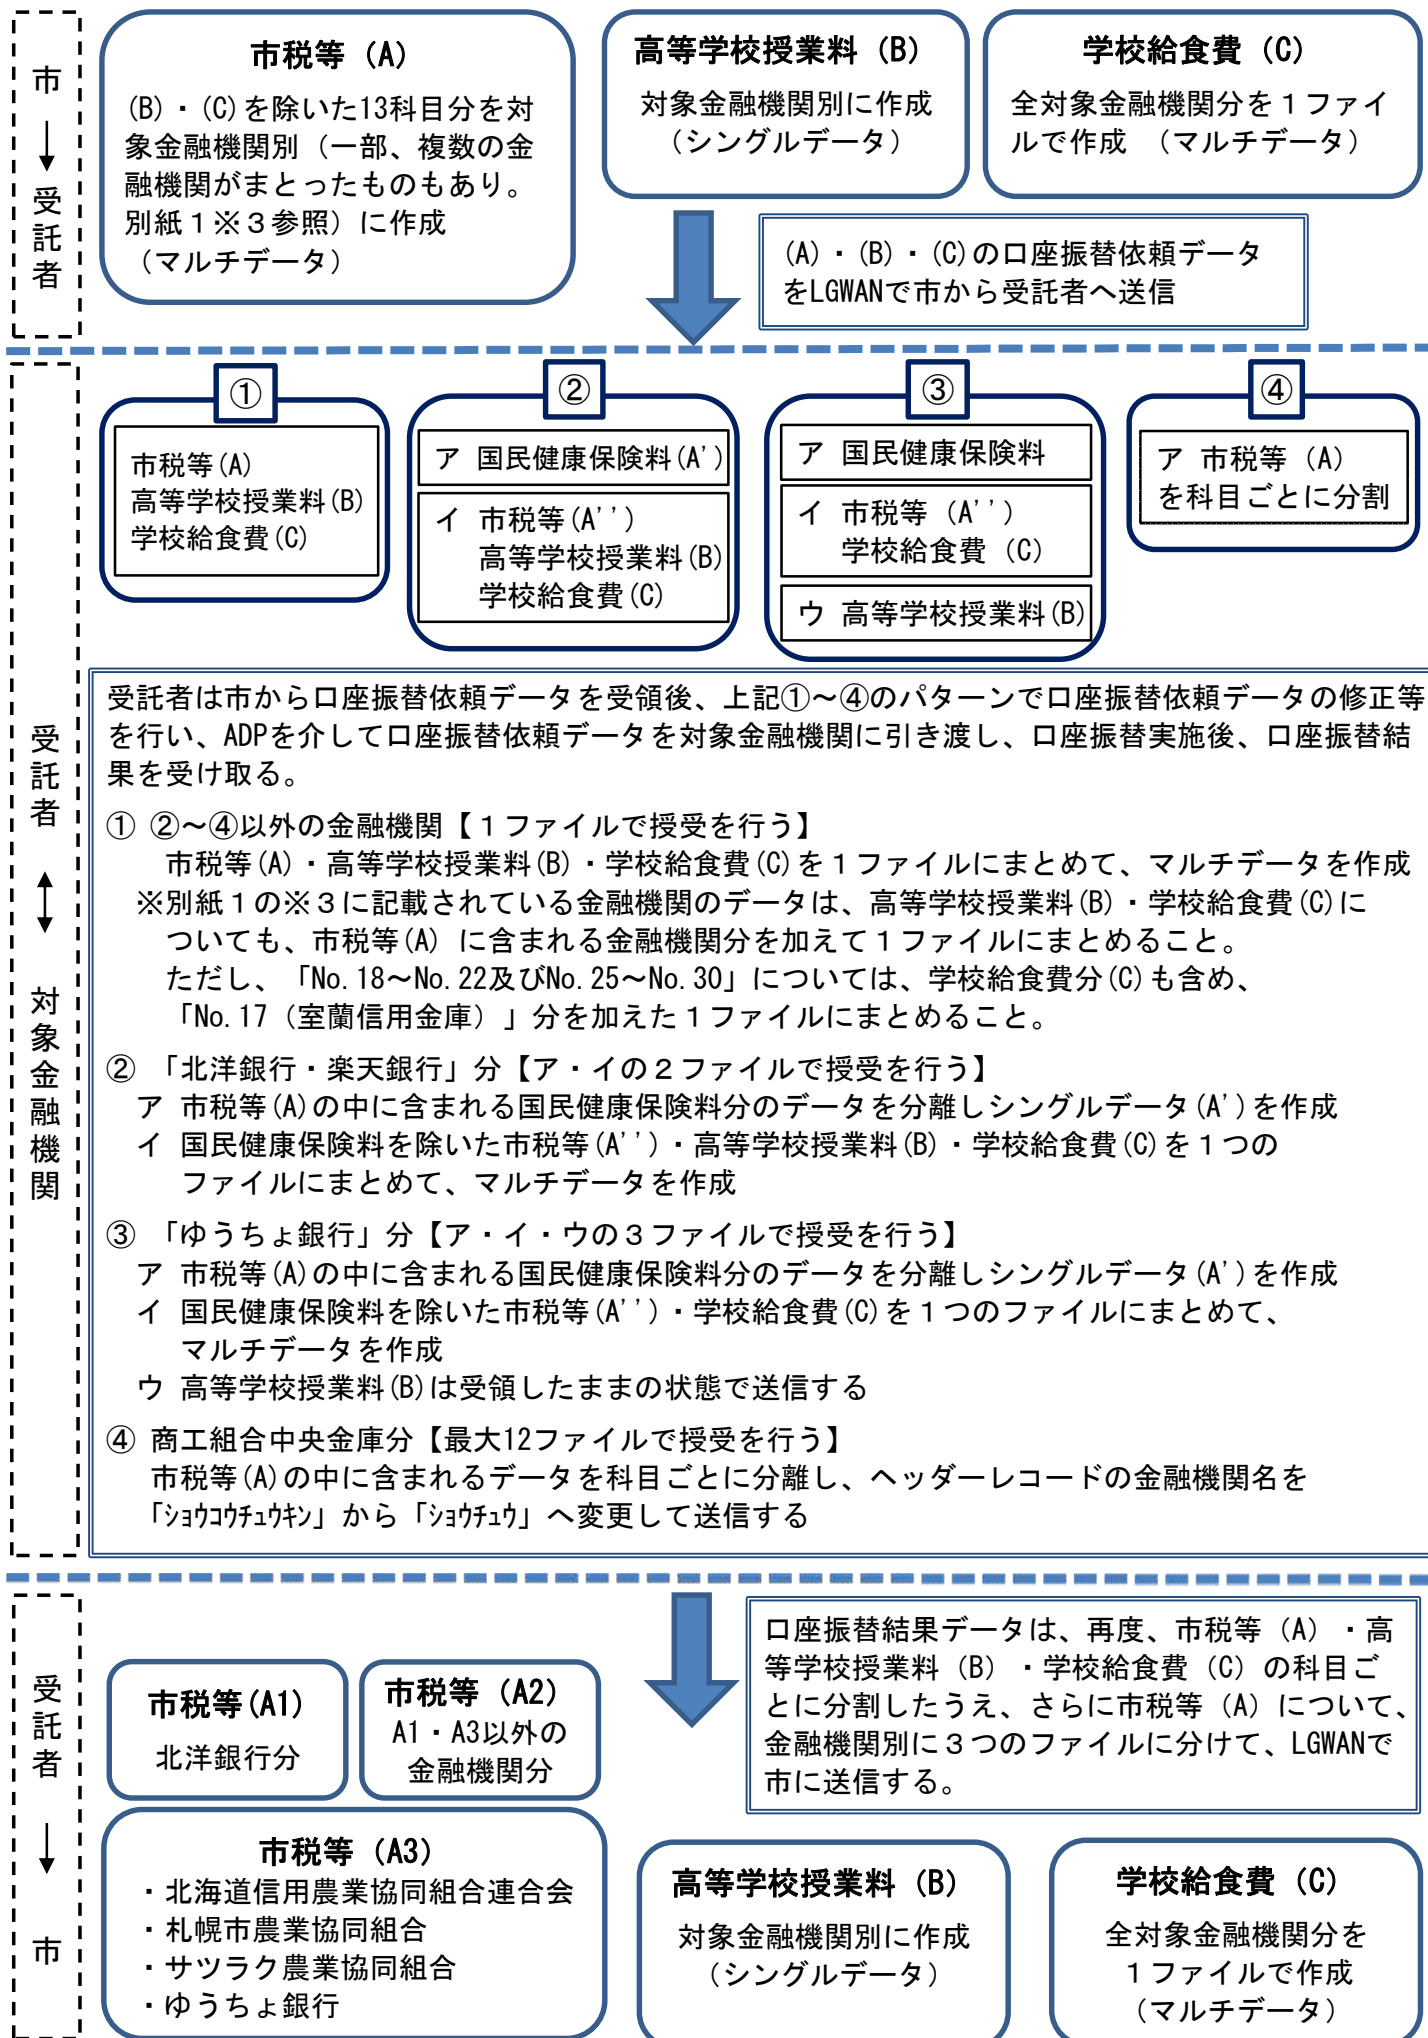 市
受
託
者
市税等（A）
(B)・(C)を除いた13科目分を対
象金融機関別（一部、複数の金
融機関がまとったものもあり。
別紙１※３参照）に作成
（マルチデータ）
高等学校授業料（B）
対象金融機関別に作成
（シングルデータ）
学校給食費（C）
全対象金融機関分を１ファイ
ルで作成　（マルチデータ）
(A)・(B)・(C)の口座振替依頼データ
をLGWANで市から受託者へ送信
受
託
者
対
象
金
融
機
関
①
市税等(A)
高等学校授業料(B)
学校給食費(C)
②
ア 国民健康保険料(A')
イ 市税等(A'')
高等学校授業料(B)
学校給食費(C)
③
ア 国民健康保険料
イ 市税等（A''）
学校給食費（C）
ウ 高等学校授業料(B)
④
ア 市税等（A）
を科目ごとに分割
受託者は市から口座振替依頼データを受領後、上記①～④のパターンで口座振替依頼データの修正等
を行い、ADPを介して口座振替依頼データを対象金融機関に引き渡し、口座振替実施後、口座振替結
果を受け取る。
① ②～④以外の金融機関【１ファイルで授受を行う】
市税等(A)・高等学校授業料(B)・学校給食費(C)を１ファイルにまとめて、マルチデータを作成
※別紙１の※３に記載されている金融機関のデータは、高等学校授業料(B)・学校給食費(C)に
ついても、市税等(A) に含まれる金融機関分を加えて１ファイルにまとめること。
ただし、「No.18～No.22及びNo.25～No.30」については、学校給食費分(C)も含め、
「No.17（室蘭信用金庫）」分を加えた１ファイルにまとめること。
② 「北洋銀行・楽天銀行」分【ア・イの２ファイルで授受を行う】
ア 市税等(A)の中に含まれる国民健康保険料分のデータを分離しシングルデータ(A')を作成
イ 国民健康保険料を除いた市税等(A'')・高等学校授業料(B)・学校給食費(C)を１つの
ファイルにまとめて、マルチデータを作成
③ 「ゆうちょ銀行」分【ア・イ・ウの３ファイルで授受を行う】
ア 市税等(A)の中に含まれる国民健康保険料分のデータを分離しシングルデータ(A')を作成
イ 国民健康保険料を除いた市税等(A'')・学校給食費(C)を１つのファイルにまとめて、
マルチデータを作成
ウ 高等学校授業料(B)は受領したままの状態で送信する
④ 商工組合中央金庫分【最大12ファイルで授受を行う】
市税等(A)の中に含まれるデータを科目ごとに分離し、ヘッダーレコードの金融機関名を
「ｼｮｳｺｳﾁｭｳｷﾝ」から「ｼｮｳﾁｭｳ」へ変更して送信する
受
託
者
市
口座振替結果データは、再度、市税等（A）・高
等学校授業料（B）・学校給食費（C）の科目ご
とに分割したうえ、さらに市税等（A）について、
金融機関別に３つのファイルに分けて、LGWANで
市に送信する。
市税等(A1)
北洋銀行分
市税等（A2）
A1・A3以外の
金融機関分
市税等（A3）
・北海道信用農業協同組合連合会
・札幌市農業協同組合
・サツラク農業協同組合
・ゆうちょ銀行
高等学校授業料（B）
対象金融機関別に作成
（シングルデータ）
学校給食費（C）
全対象金融機関分を
１ファイルで作成
（マルチデータ）